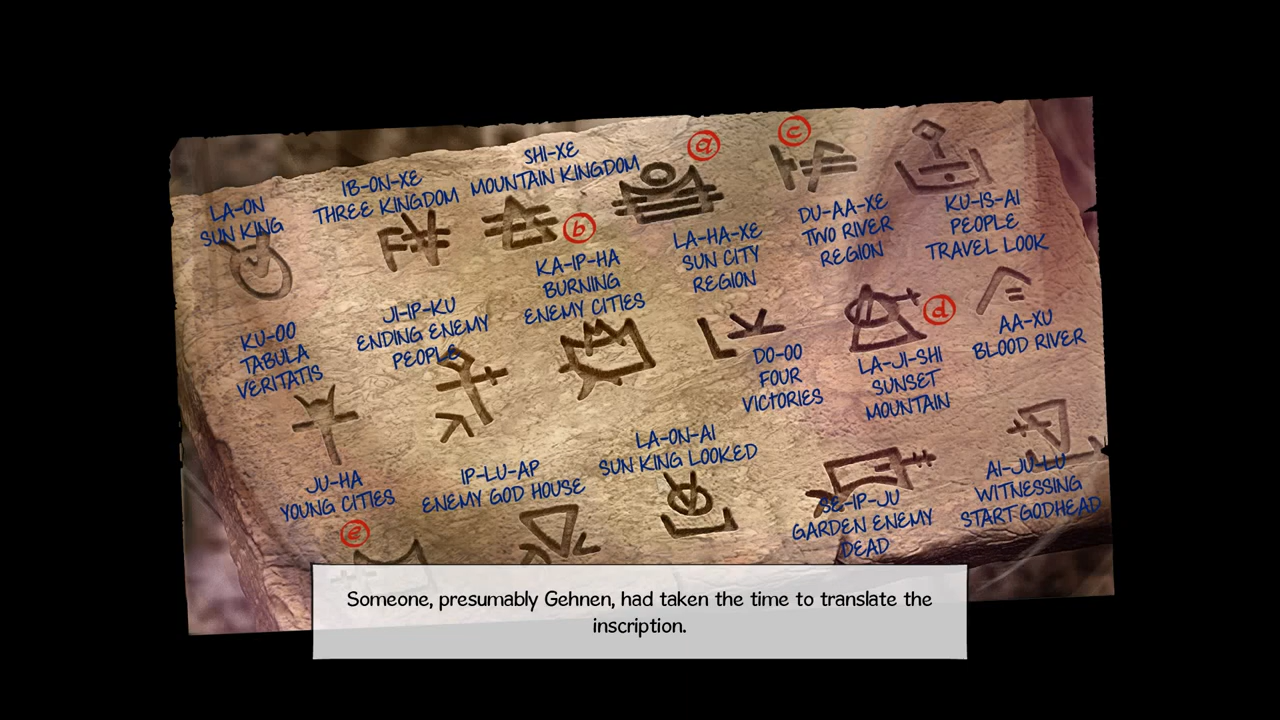 LA-ON
SUN KING
IB-ON-XE
THREE KINGDOM
SHI-XE
MOUNTAIN KINGDOM
a
LA-HA-XE
SUN CITY
REGION
c
DU-AA-XE
TWO RIVER
REGION
KU-IS-AI
PEOPLE
TRAVEL LOOK
KU-OO
TABULA
VERITATIS
JI-IP-KU
ENDING ENEMY
PEOPLE
b
KA-IP-HA
BURNING
ENEMY CITIES
DO-OO
FOUR
VICTORIES
d
LA-JI-SHI
SUNSET
MOUNTAIN
AA-XU
BLOOD RIVER
JU-HA
YOUNG CITIES
e
IP-LU-AP
ENEMY GOD HOUSE
LA-ON-AI
SUN KING LOOKED
SE-IP-JU
GARDEN ENEMY
DEAD
AI-JU-LU
WITNESSING
START GODHEAD
Someone, presumably Gehnen, had taken the time to translate the
inscription.